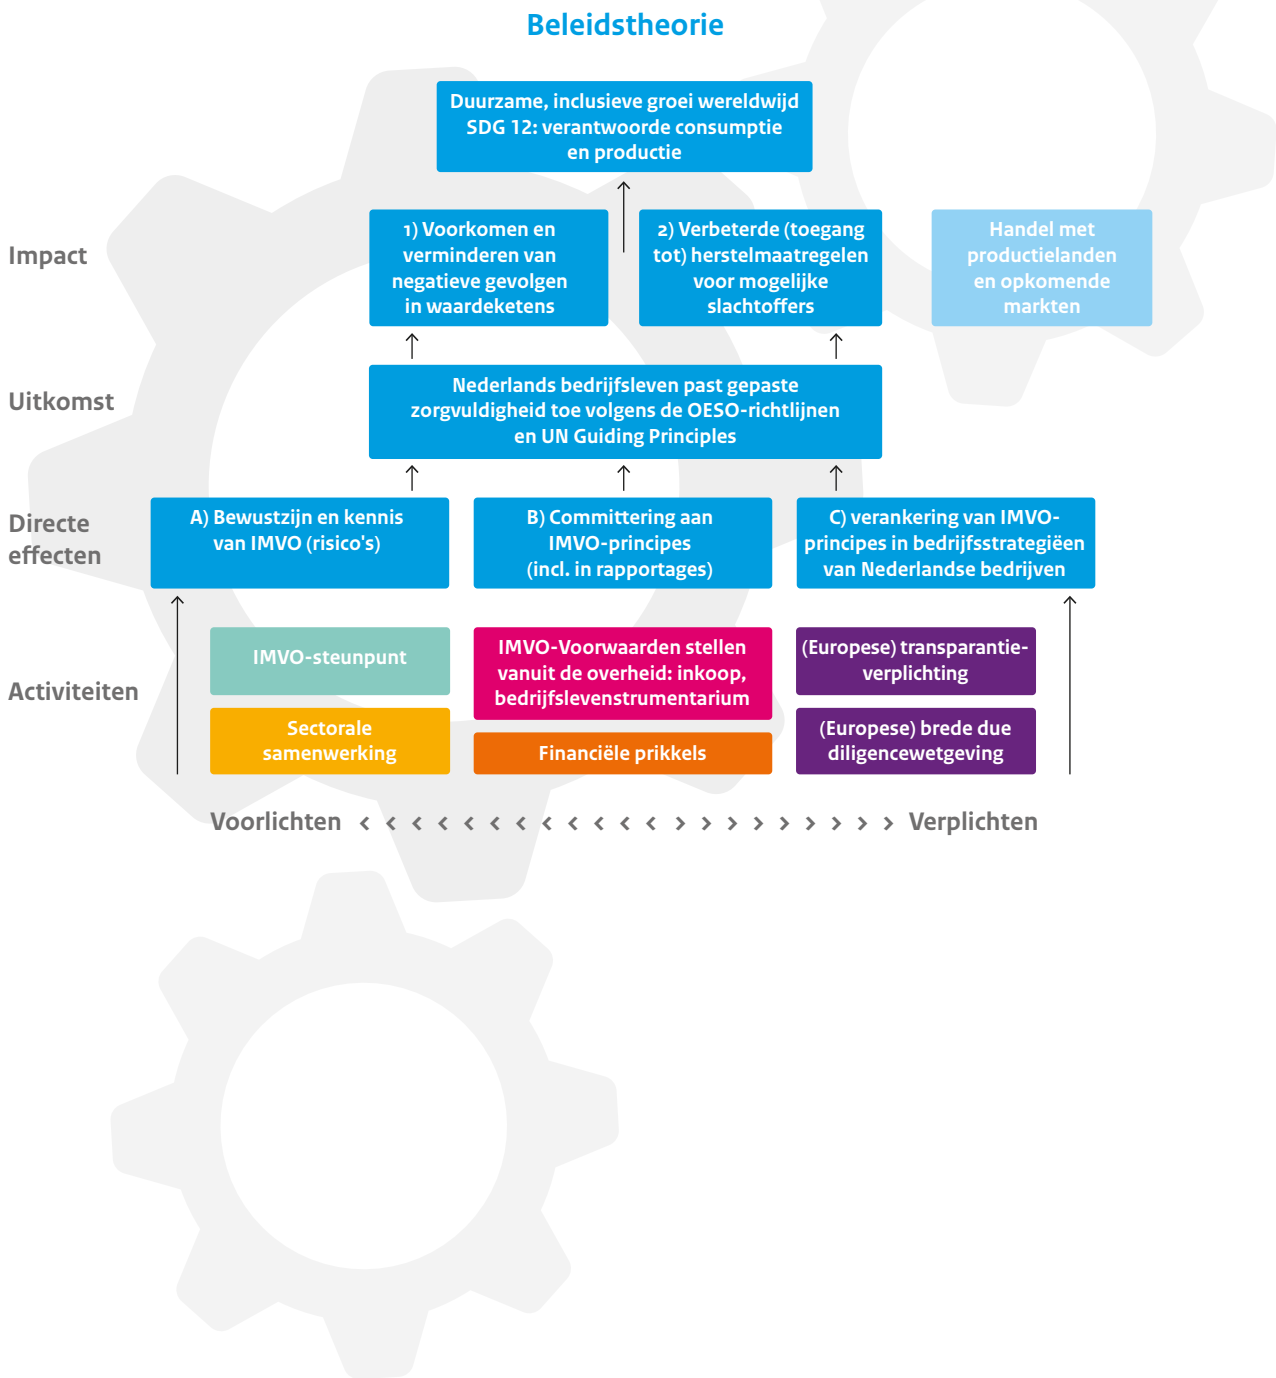 Beleidstheorie
Duurzame, inclusieve groei wereldwijd
SDG 12: verantwoorde consumptie
en productie
Impact
1) Voorkomen en
verminderen van
negatieve gevolgen
in waardeketens
2) Verbeterde (toegang
tot) herstelmaatregelen
voor mogelijke
slachtoffers
Handel met
productielanden
en opkomende
markten
Uitkomst
Nederlands bedrijfsleven past gepaste
zorgvuldigheid toe volgens de OESO-richtlijnen
en UN Guiding Principles
Directe
effecten
A) Bewustzijn en kennis
van IMVO (risico's)
B) Committering aan
IMVO-principes
(incl. in rapportages)
C) verankering van IMVO-
principes in bedrijfsstrategiëen
van Nederlandse bedrijven
Activiteiten
IMVO-steunpunt
Sectorale
samenwerking
IMVO-Voorwaarden stellen
vanuit de overheid: inkoop,
bedrijfslevenstrumentarium
Financiële prikkels
(Europese) transparantie-
verplichting
(Europese) brede due
diligencewetgeving
Voorlichten < < < < < < < < < < < < > > > > > > > > > Verplichten